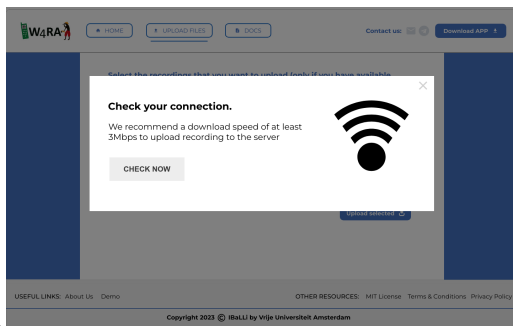 W4RA
HOME
UPLOAD FILES
DOCS
Contact us:
Download APP
Select the recordings that you want to upload (only if you have available
Check your connection.
We recommend a download speed of at least
3Mbps to upload recording to the server
CHECK NOW
Upload selected
USEFUL LINKS: About Us Demo
OTHER RESOURCES: MIT License Terms & Conditions Privacy Policy
Copyright 2023 © IBaLLi by Vrije Universiteit Amsterdam